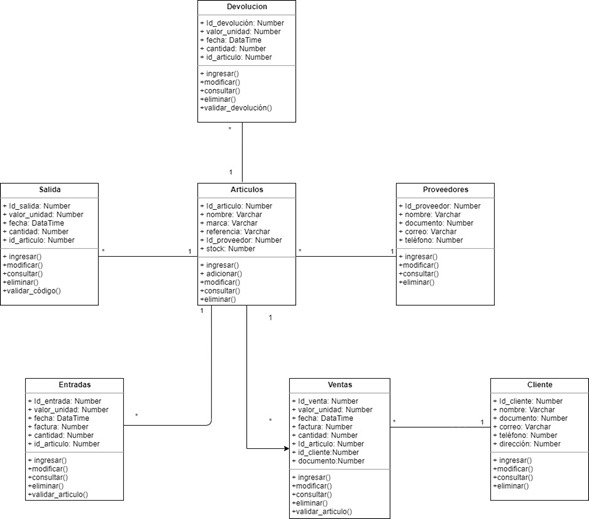 Devolucion
+ Id_devolución: Number
+ valor_unidad: Number
+ fecha: DataTime
+ cantidad: Number
+ id_articulo: Number
+ ingresar()
+modificar()
+consultar()
+eliminar()
+validar_devolución()
*
1
Salida
+ Id_salida: Number
+ valor_unidad: Number
+ fecha: DataTime
+ cantidad: Number
+ id_articulo: Number
+ ingresar()
+modificar()
+consultar()
+eliminar()
+validar_código()
*
1
Articulos
+ Id_articulo: Number
+ nombre: Varchar
+ marca: Varchar
+ referencia: Varchar
+ Id_proveedor: Number
+ stock: Number
+ ingresar()
+ adicionar()
+modificar()
+consultar()
+eliminar()
*
1
Proveedores
+ Id_proveedor: Number
+ nombre: Varchar
+ documento: Number
+ correo: Varchar
+ teléfono: Number
+ ingresar()
+modificar()
+consultar()
+eliminar()
1
1
*
*
Entradas
+ Id_entrada: Number
+ valor_unidad: Number
+ fecha: DataTime
+ factura: Number
+ cantidad: Number
+ id_articulo: Number
+ ingresar()
+modificar()
+consultar()
+eliminar()
+validar_articulo()
Ventas
+ Id_venta: Number
+ valor_unidad: Number
+ fecha: DataTime
+ factura: Number
+ cantidad: Number
+ Id_articulo: Number
+ id_cliente:Number
+ documento:Number
+ ingresar()
+modificar()
+consultar()
+eliminar()
+validar_articulo()
*
1
Cliente
+ Id_cliente: Number
+ nombre: Varchar
+ documento: Number
+ correo: Varchar
+ teléfono: Number
+ dirección: Number
+ ingresar()
+modificar()
+consultar()
+eliminar()